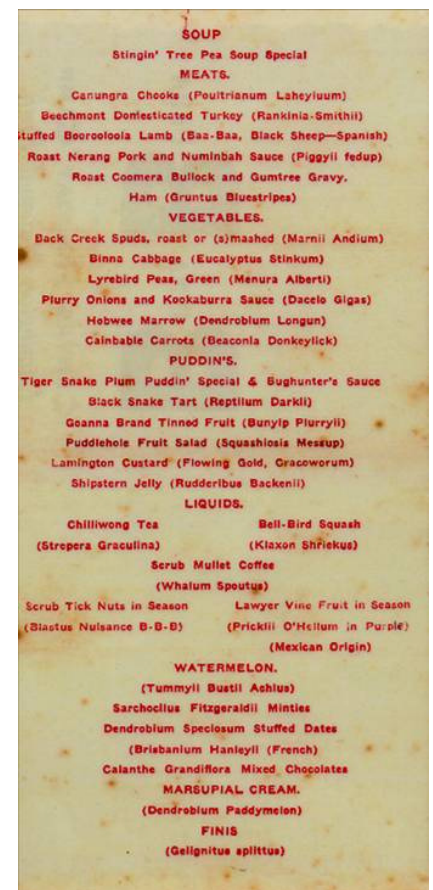 SOUP
Stingin' Tree Pea Soup Special
MEATS.
Canungra Chooks (Poultrianum Laheyiuum)
Beechmont Domesticated Turkey (Rankinia-Smithii)
Stuffed Boorooloola Lamb (Baa-Baa, Black Sheep—Spanish)
Roast Nerang Pork and Numinbah Sauce (Piggyii fedup)
Roast Coomera Bullock and Gumtree Gravy.
Ham (Gruntus Bluestripes)
VEGETABLES.
Back Creek Spuds, roast or (s)mashed (Marnii Andium)
Binna Cabbage (Eucalyptus Stinkum)
Lyrebird Peas, Green (Menura Alberti)
Plurry Onions and Kookaburra Sauce (Dacelo Gigas)
Hobwee Marrow (Dendrobium Longun)
Cainbable Carrots (Beaconia Donkeylick)
PUDDIN'S.
Tiger Snake Plum Puddin' Special & Bughunter's Sauce
Black Snake Tart (Reptilum Darkii)
Goanna Brand Tinned Fruit (Bunyip Plurryii)
Puddlehole Fruit Salad (Squashiosis Messup)
Lamington Custard (Flowing Gold, Cracoworum)
Shipstern Jelly (Rudderibus Backenii)
LIQUIDS.
Chilliwong Tea Bell-Bird Squash
(Strepera Graculina) (Klaxon Shriekus)
Scrub Mullet Coffee
(Whalum Spoutus)
Scrub Tick Nuts in Season Lawyer Vine Fruit in Season
(Blastus Nuisance B-B-B) (Pricklii O'Hellum in Purple)
(Mexican Origin)
WATERMELON.
(Tummyii Bustii Achius)
Sarchocilus Fitzgeraldii Minties
Dendrobium Speciosum Stuffed Dates
(Brisbanium Hanleyii (French)
Calanthe Grandiflora Mixed Chocolates
MARSUPIAL CREAM.
(Dendrobium Paddymelon)
FINIS
(Gelignitus splittus)